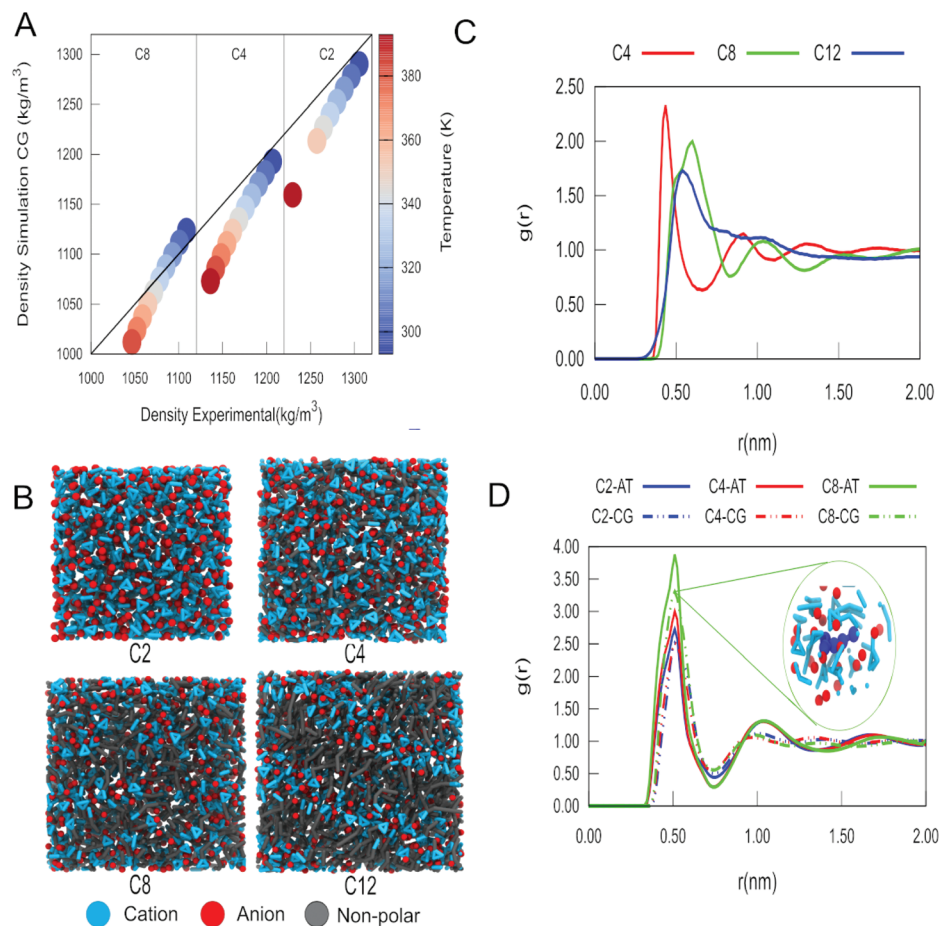 A
C8 C4 C2
1300
1250
1200
1150
1100
1050
1000
Density Simulation CG (kg/m³)
1000 1050 1100 1200 1300
Density Experimental(kg/m³)
380
360
340
320
300
Temperature (K)
C
C4 C8 C12
2.50
2.00
1.50
1.00
0.50
0.00
g(r)
0.00 0.50 1.00 1.50 2.00
r(nm)
B
C2 C4
C8 C12
Cation Anion Non-polar
D
C2-AT C4-AT C8-AT
C2-CG C4-CG C8-CG
4.00
3.50
3.00
2.50
2.00
1.50
1.00
0.50
0.00
g(r)
0.00 0.50 1.00 1.50 2.00
r(nm)